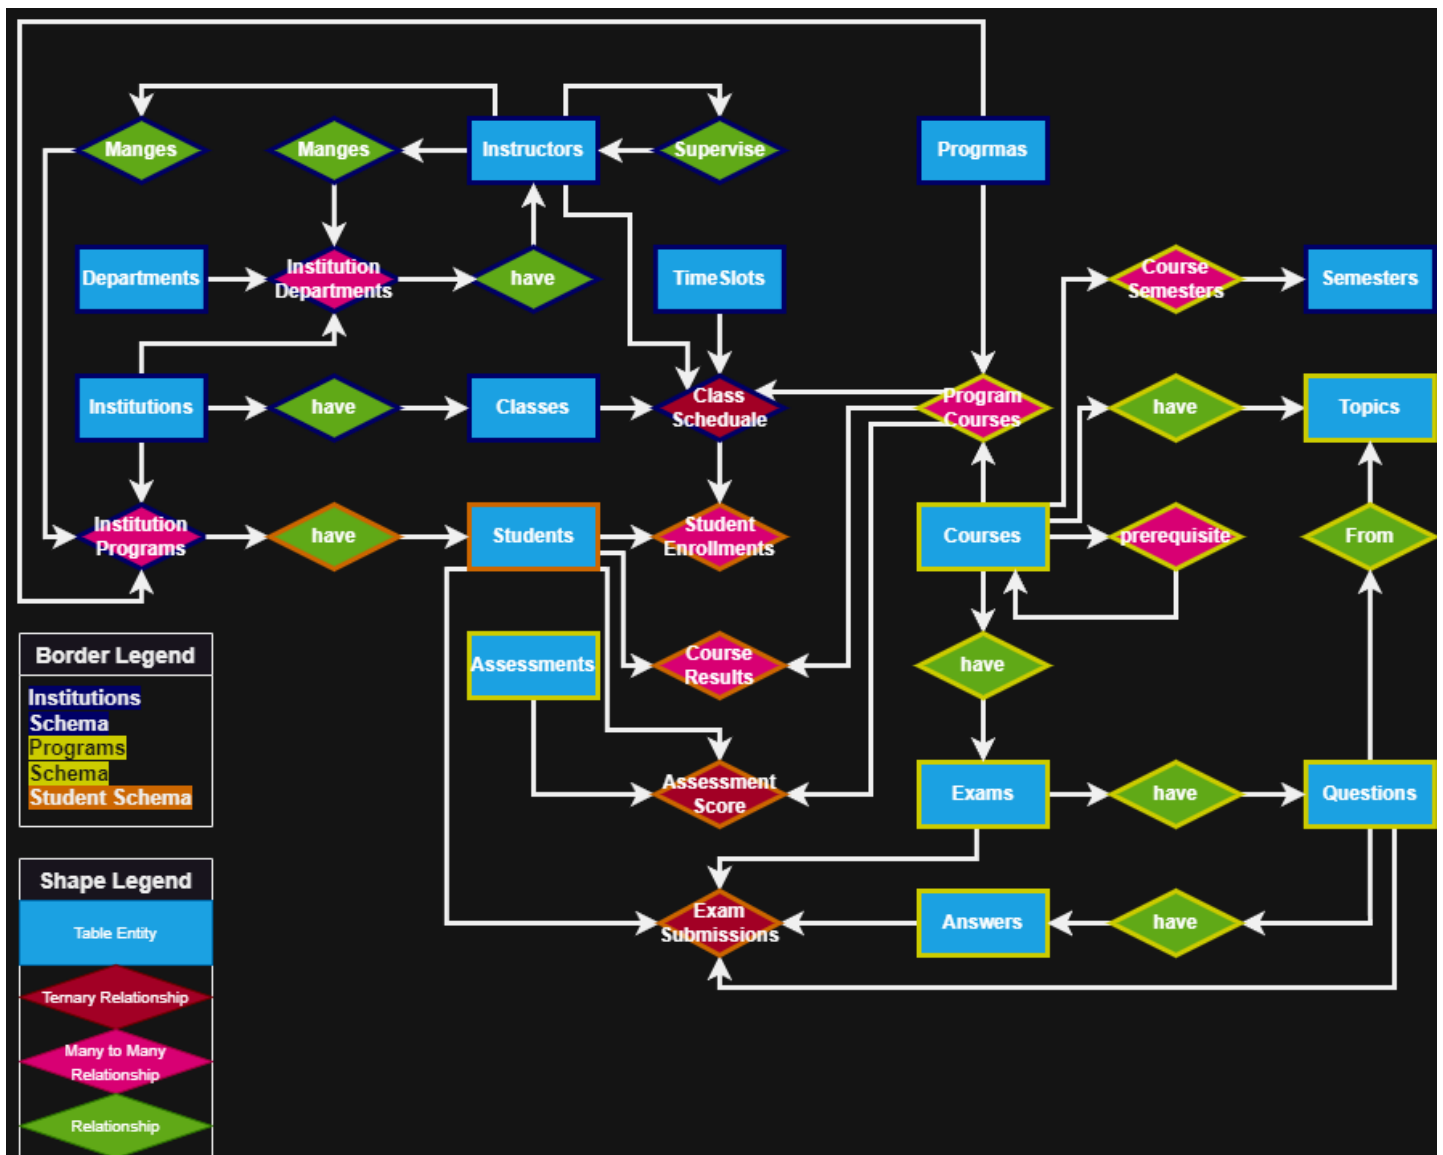 Manges
Manges
Instructors
Supervise
Progrmas
Departments
Institution
Departments
have
TimeSlots
Course
Semesters
Semesters
Institutions
have
Classes
Class
Scheduale
Program
Courses
have
Topics
Institution
Programs
have
Students
Student
Enrollments
Courses
prerequisite
From
Assessments
Course
Results
have
Assessment
Score
Exams
have
Questions
Exam
Submissions
Answers
have
Border Legend
Institutions
Schema
Programs
Schema
Student Schema
Shape Legend
Table Entity
Ternary Relationship
Many to Many
Relationship
Relationship